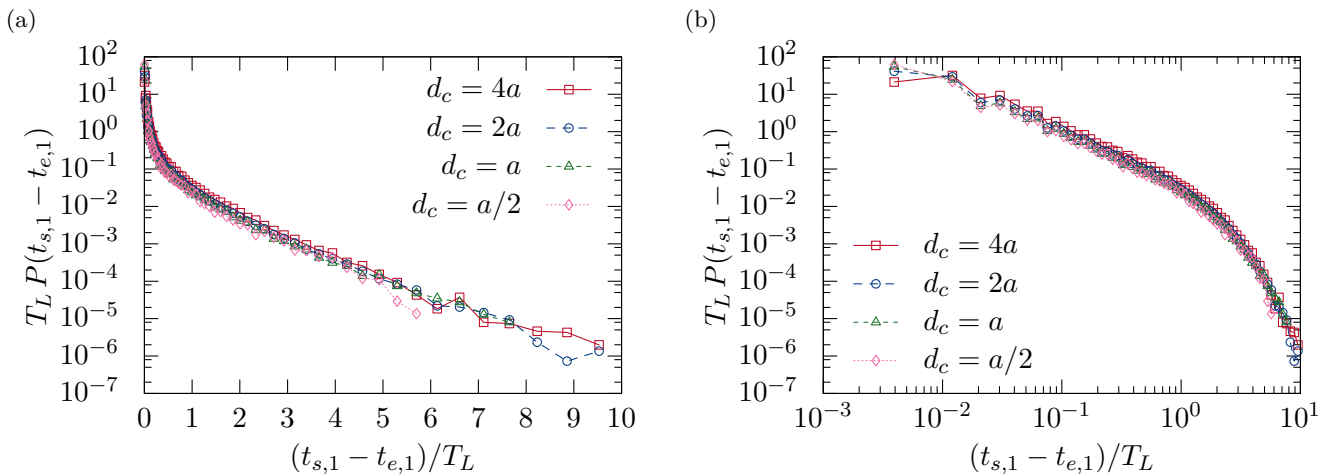 (a)
T_L P(t_{s,1} − t_{e,1})
10^2
10^1
10^0
10^{−1}
10^{−2}
10^{−3}
10^{−4}
10^{−5}
10^{−6}
10^{−7}
d_c = 4a
d_c = 2a
d_c = a
d_c = a/2
0 1 2 3 4 5 6 7 8 9 10
(t_{s,1} − t_{e,1})/T_L
(b)
T_L P(t_{s,1} − t_{e,1})
10^2
10^1
10^0
10^{−1}
10^{−2}
10^{−3}
10^{−4}
10^{−5}
10^{−6}
10^{−7}
d_c = 4a
d_c = 2a
d_c = a
d_c = a/2
10^{−3} 10^{−2} 10^{−1} 10^0 10^1
(t_{s,1} − t_{e,1})/T_L